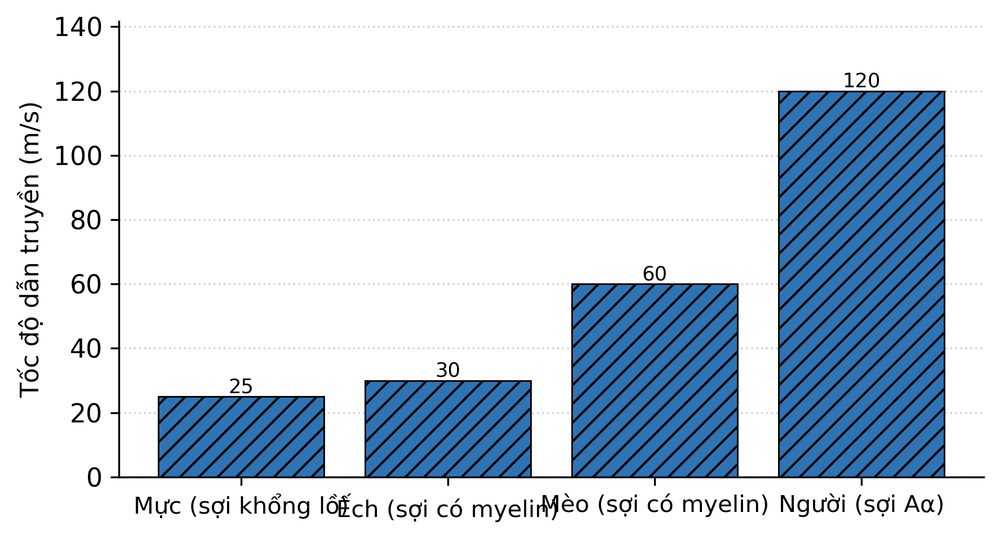 Tốc độ dẫn truyền (m/s)
140
120
100
80
60
40
20
0
25
30
60
120
Mực (sợi khổng lồ)
Ếch (sợi có myelin)
Mèo (sợi có myelin)
Người (sợi Aα)